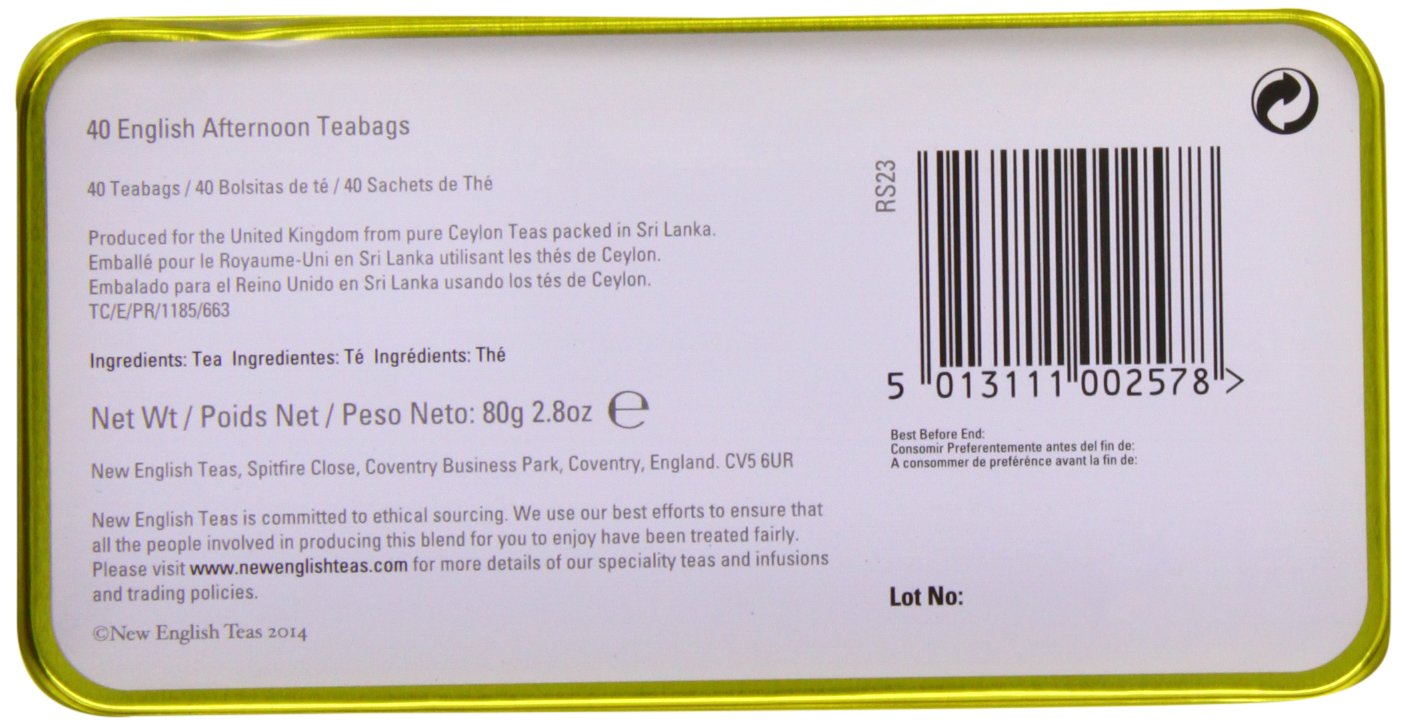 40 English Afternoon Teabags
40 Teabags / 40 Bolsitas de té / 40 Sachets de Thé
Produced for the United Kingdom from pure Ceylon Teas packed in Sri Lanka.
Emballé pour le Royaume-Uni en Sri Lanka utilisant les thés de Ceylon.
Embalado para el Reino Unido en Sri Lanka usando los tés de Ceylon.
TC/E/PR/1185/663
Ingredients: Tea Ingredientes: Té Ingrédients: Thé
Net Wt / Poids Net / Peso Neto: 80g 2.8oz ℮
New English Teas, Spitfire Close, Coventry Business Park, Coventry, England. CV5 6UR
New English Teas is committed to ethical sourcing. We use our best efforts to ensure that
all the people involved in producing this blend for you to enjoy have been treated fairly.
Please visit www.newenglishteas.com for more details of our speciality teas and infusions
and trading policies.
©New English Teas 2014
RS23
5 013111 002578 >
Best Before End:
Consomir Preferentemente antes del fin de:
A consommer de preférénce avant la fin de:
Lot No: